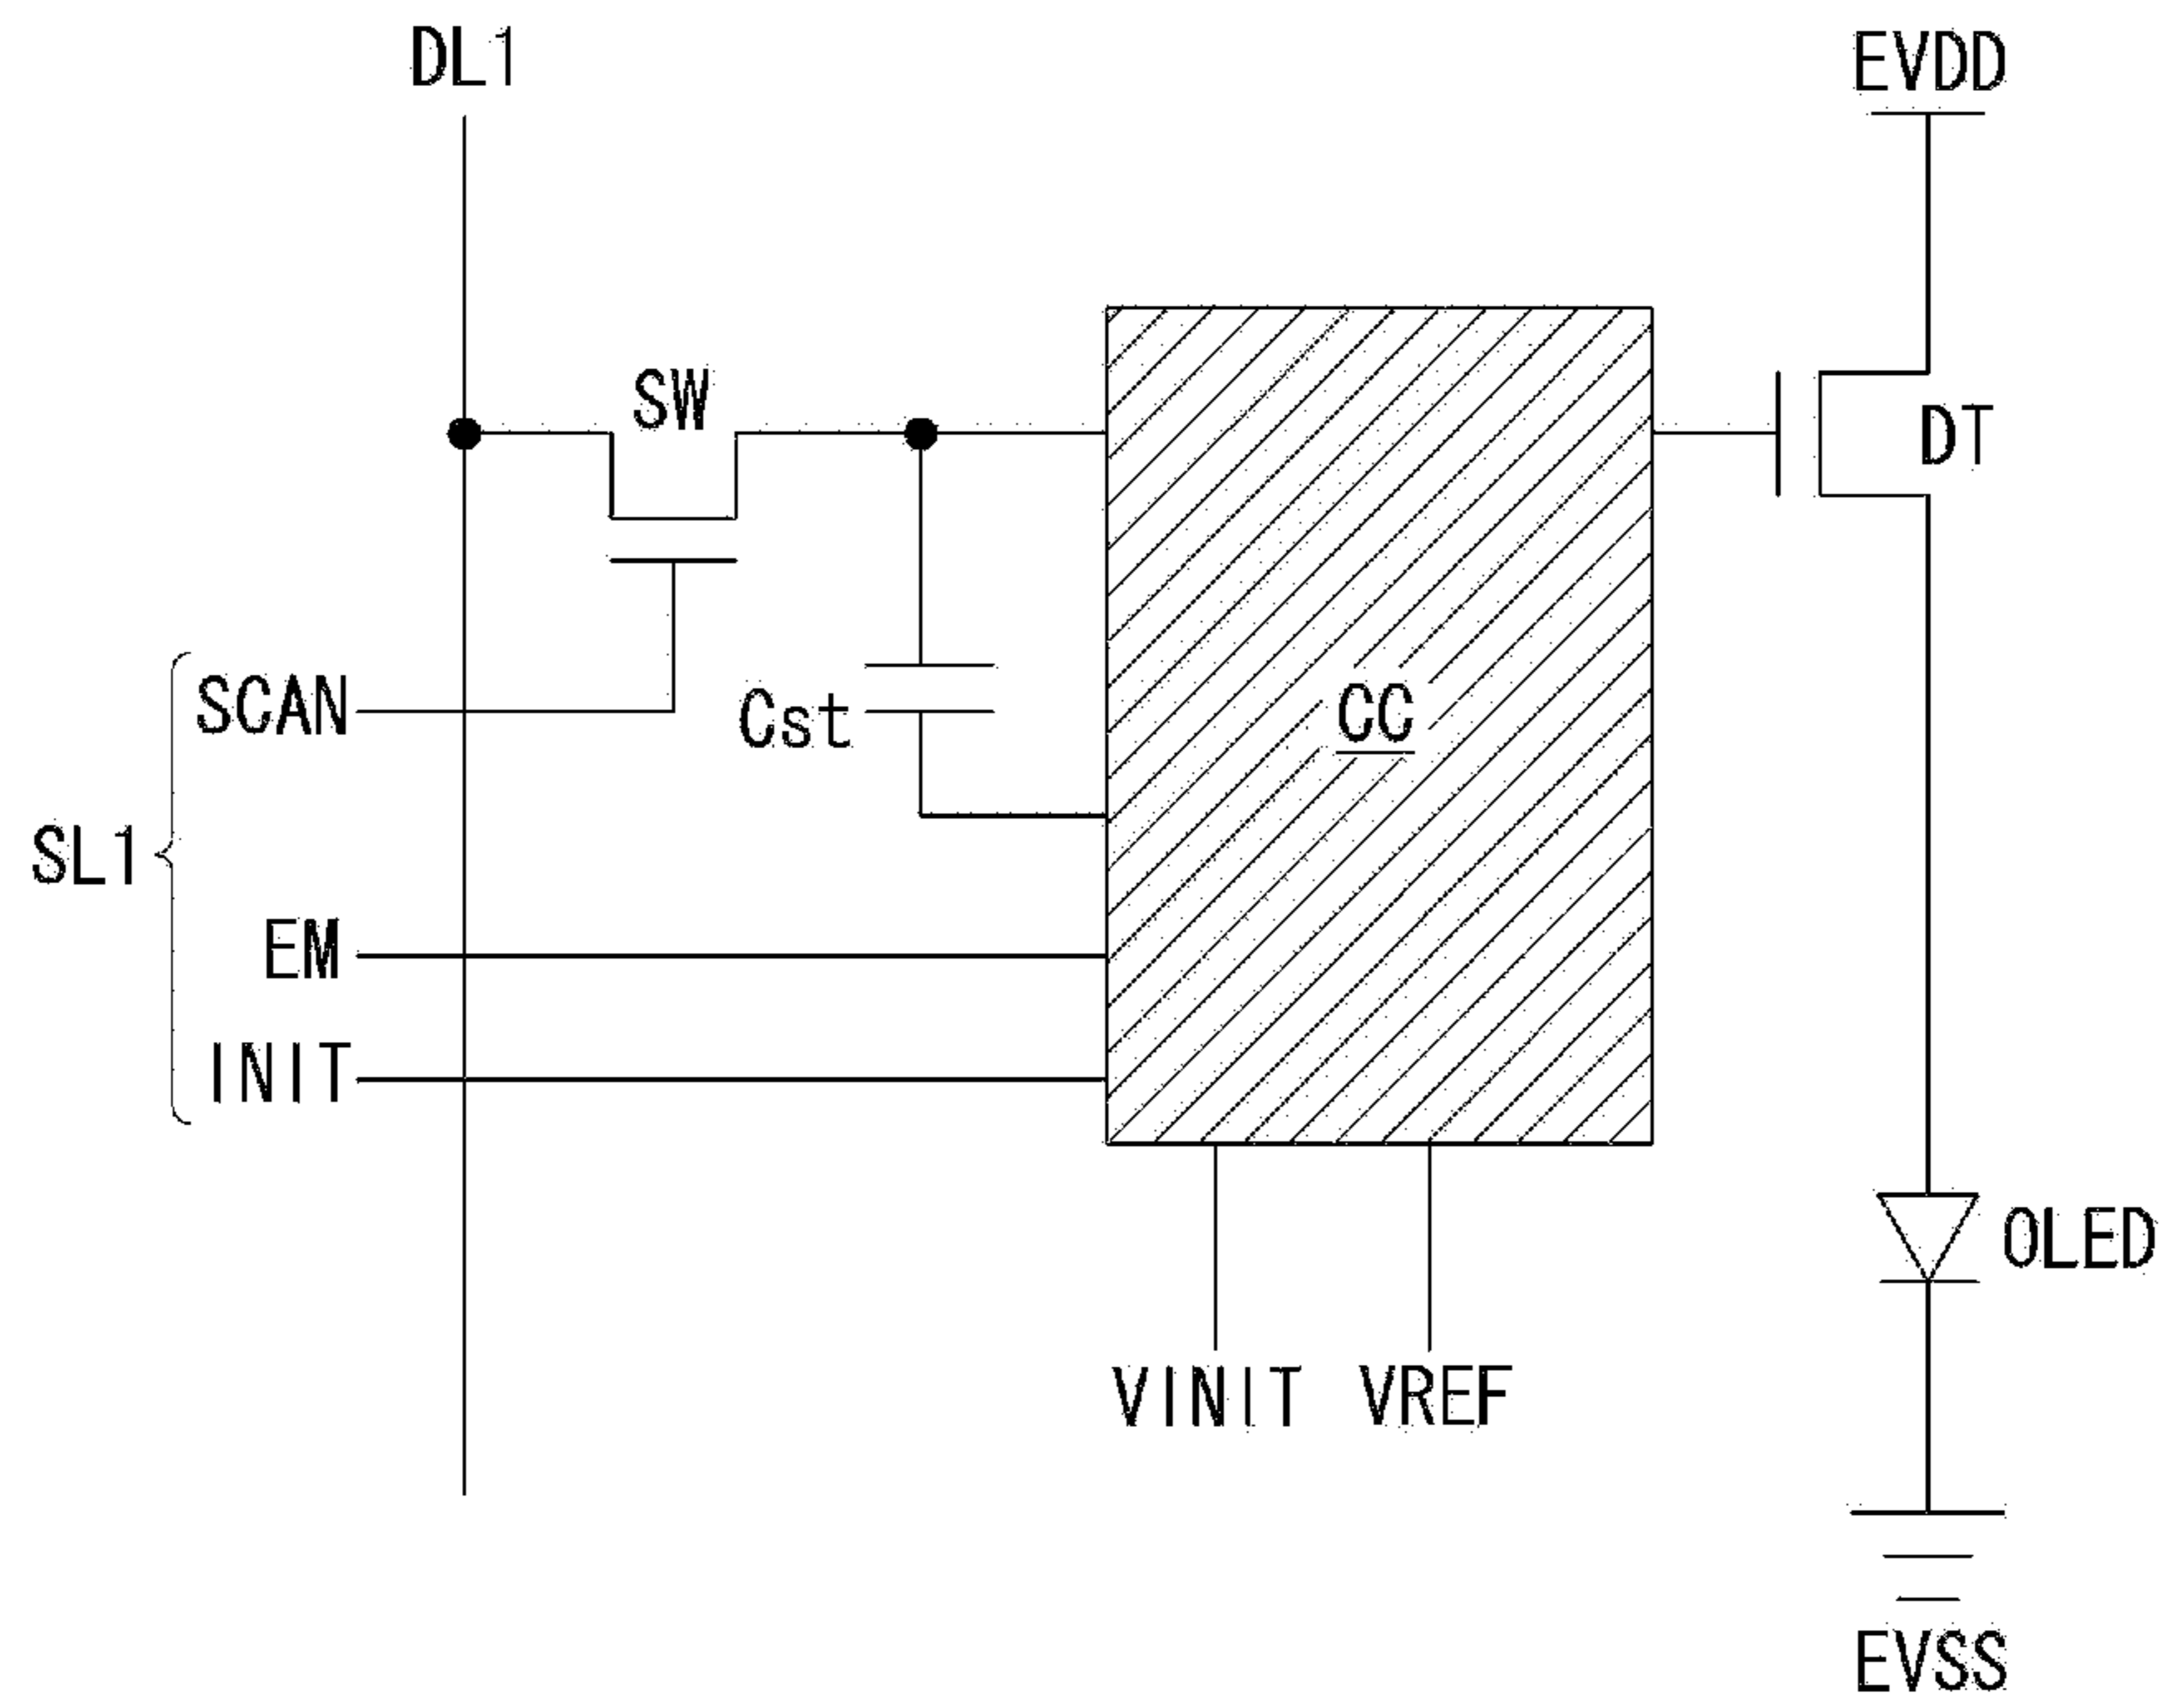 DL1
EVDD
SW
DT
SCAN
Cst
CC
SL1
EM
INIT
OLED
VINIT VREF
EVSS